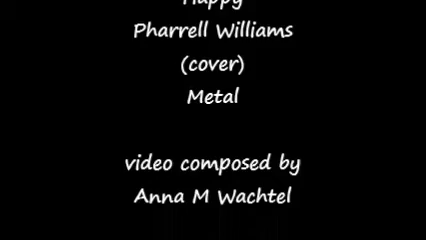 Happy
Pharrell Williams
(cover)
Metal
video composed by
Anna M Wachtel